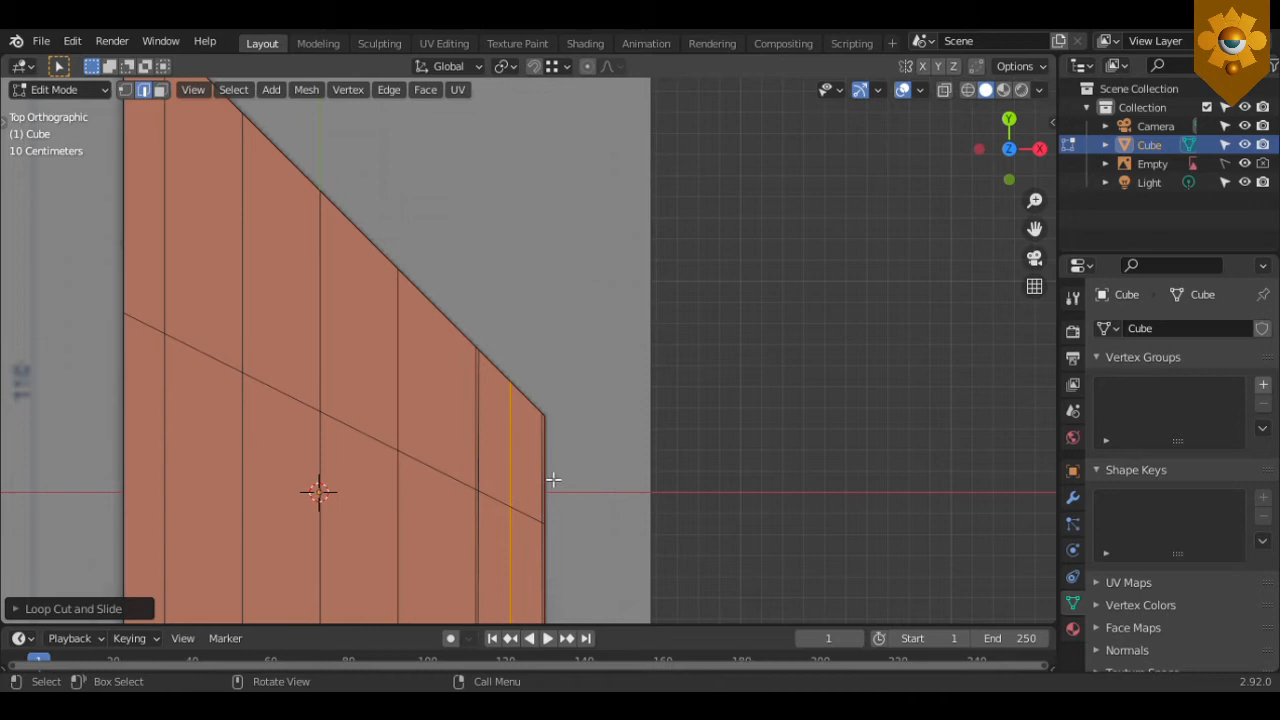 File Edit Render Window Help Layout Modeling Sculpting UV Editing Texture Paint Shading Animation Rendering Compositing Scripting + Scene View Layer
Global X Y Z Options
Edit Mode View Select Add Mesh Vertex Edge Face UV
Top Orthographic
(1) Cube
10 Centimeters
Y
Z X
Scene Collection
Collection
Camera
Cube
Empty
Light
Cube Cube
Cube
Vertex Groups
Shape Keys
UV Maps
Vertex Colors
Face Maps
Normals
Loop Cut and Slide
Playback Keying View Marker 1 Start 1 End 250
1
Select Box Select Rotate View Call Menu 2.92.0